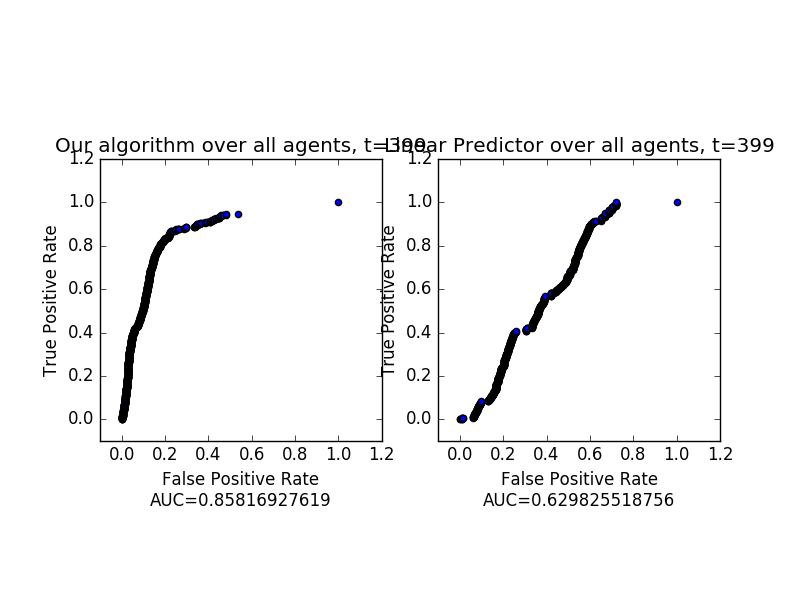 Our algorithm over all agents, t=399
Linear Predictor over all agents, t=399
True Positive Rate
1.2
1.0
0.8
0.6
0.4
0.2
0.0
0.0 0.2 0.4 0.6 0.8 1.0 1.2
False Positive Rate
AUC=0.85816927619
True Positive Rate
1.2
1.0
0.8
0.6
0.4
0.2
0.0
0.0 0.2 0.4 0.6 0.8 1.0 1.2
False Positive Rate
AUC=0.629825518756